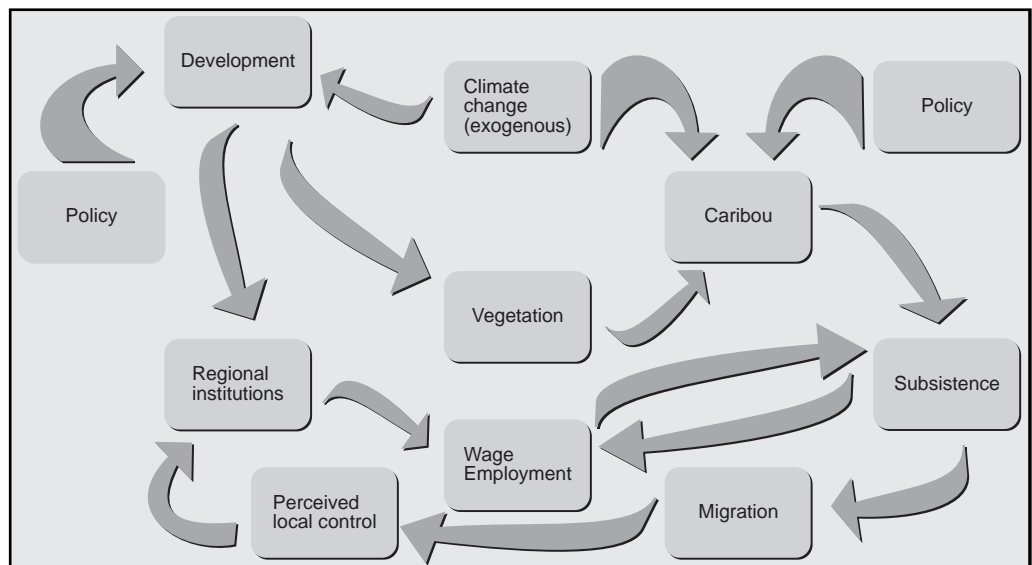 Development
Climate
change
(exogenous)
Policy
Policy
Caribou
Vegetation
Regional
institutions
Subsistence
Wage
Employment
Perceived
local control
Migration